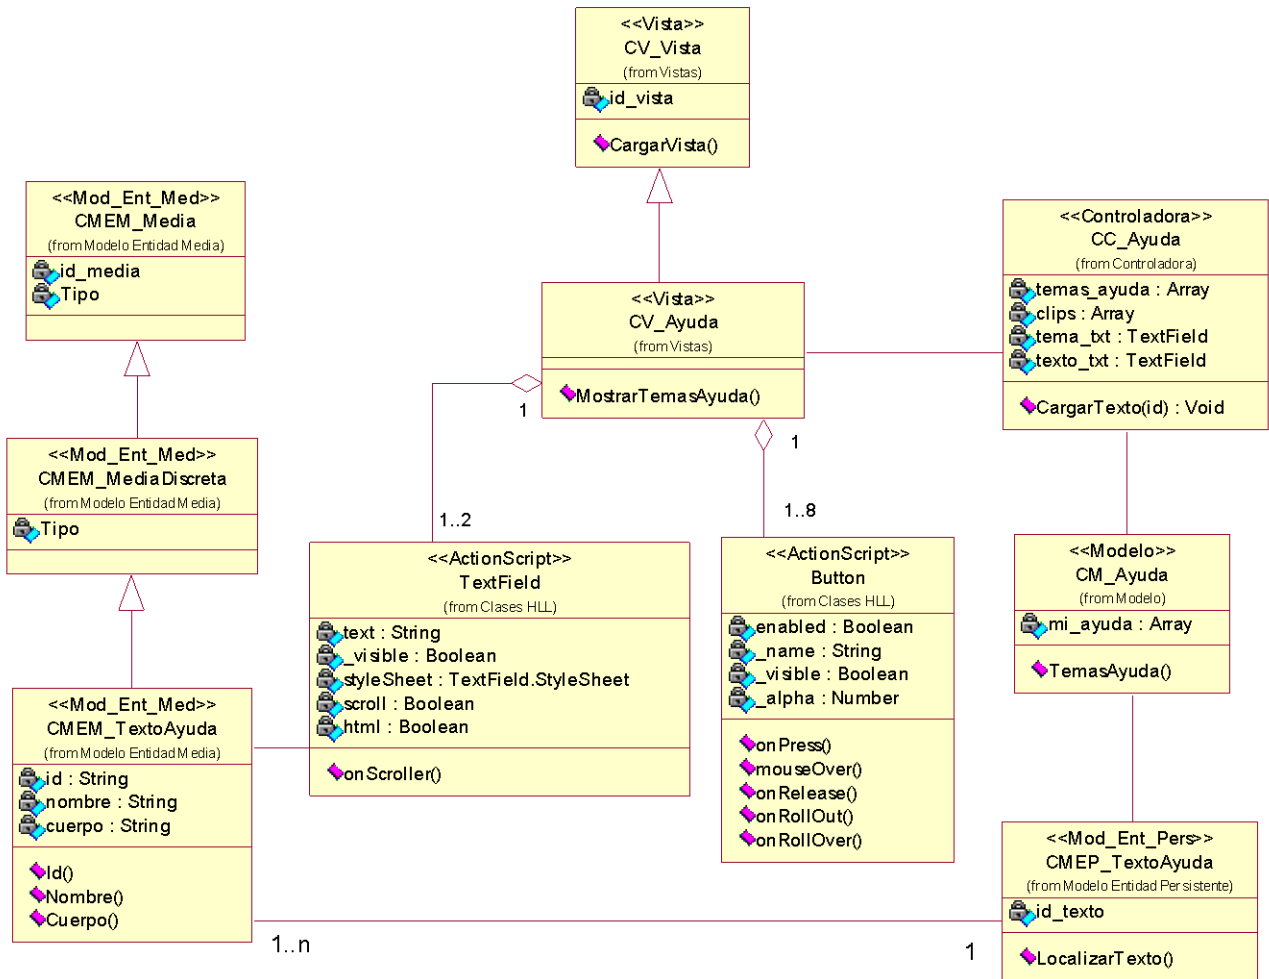 <<Vista>>
CV_Vista
(from Vistas)
id_vista
CargarVista()
<<Mod_Ent_Med>>
CMEM_Media
(from Modelo Entidad Media)
id_media
Tipo
<<Controladora>>
CC_Ayuda
(from Controladora)
temas_ayuda : Array
clips : Array
tema_txt : TextField
texto_txt : TextField
CargarTexto(id) : Void
<<Vista>>
CV_Ayuda
(from Vistas)
MostrarTemasAyuda()
1
1
1..2
1..8
<<Mod_Ent_Med>>
CMEM_MediaDiscreta
(from Modelo Entidad Media)
Tipo
<<ActionScript>>
TextField
(from Clases HLL)
text : String
_visible : Boolean
styleSheet : TextField.StyleSheet
scroll : Boolean
html : Boolean
onScroller()
<<ActionScript>>
Button
(from Clases HLL)
enabled : Boolean
_name : String
_visible : Boolean
_alpha : Number
onPress()
mouseOver()
onRelease()
onRollOut()
onRollOver()
<<Modelo>>
CM_Ayuda
(from Modelo)
mi_ayuda : Array
TemasAyuda()
<<Mod_Ent_Med>>
CMEM_TextoAyuda
(from Modelo Entidad Media)
id : String
nombre : String
cuerpo : String
Id()
Nombre()
Cuerpo()
1..n
1
<<Mod_Ent_Pers>>
CMEP_TextoAyuda
(from Modelo Entidad Persistente)
id_texto
LocalizarTexto()